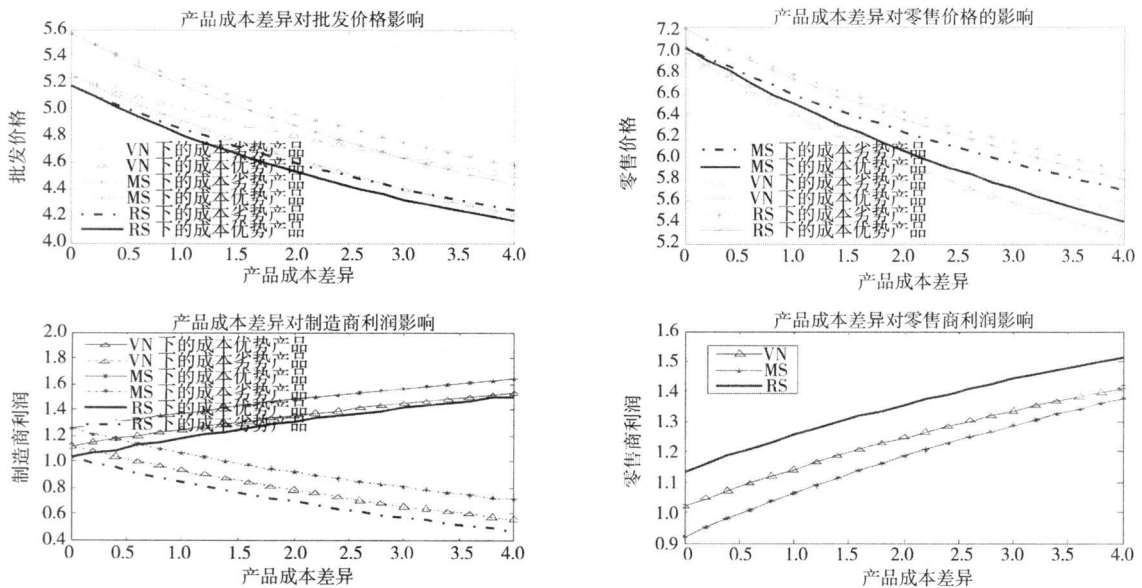 产品成本差异对批发价格影响
5.6
5.2
5.0
4.8
4.6
4.4
4.2
4.0
批发价格
VN 下的成本劣势产品
VN 下的成本优势产品
MS 下的成本劣势产品
MS 下的成本优势产品
RS 下的成本劣势产品
RS 下的成本优势产品
0 0.5 1.0 1.5 2.0 2.5 3.0 3.5 4.0
产品成本差异
产品成本差异对零售价格的影响
7.2
7.0
6.8
6.6
6.4
6.2
6.0
5.8
5.6
5.4
5.2
零售价格
MS 下的成本劣势产品
MS 下的成本优势产品
VN 下的成本劣势产品
VN 下的成本优势产品
RS 下的成本劣势产品
RS 下的成本优势产品
0 0.5 1.0 1.5 2.0 2.5 3.0 3.5 4.0
产品成本差异
产品成本差异对制造商利润影响
2.0
1.8
1.6
1.4
1.2
1.0
0.8
0.6
0.4
制造商利润
VN 下的成本优势产品
VN 下的成本劣势产品
MS 下的成本优势产品
MS 下的成本劣势产品
RS 下的成本优势产品
RS 下的成本劣势产品
0 0.5 1.0 1.5 2.0 2.5 3.0 3.5 4.0
产品成本差异
产品成本差异对零售商利润影响
1.6
1.5
1.4
1.3
1.2
1.1
1.0
0.9
零售商利润
VN
MS
RS
0 0.5 1.0 1.5 2.0 2.5 3.0 3.5 4.0
产品成本差异